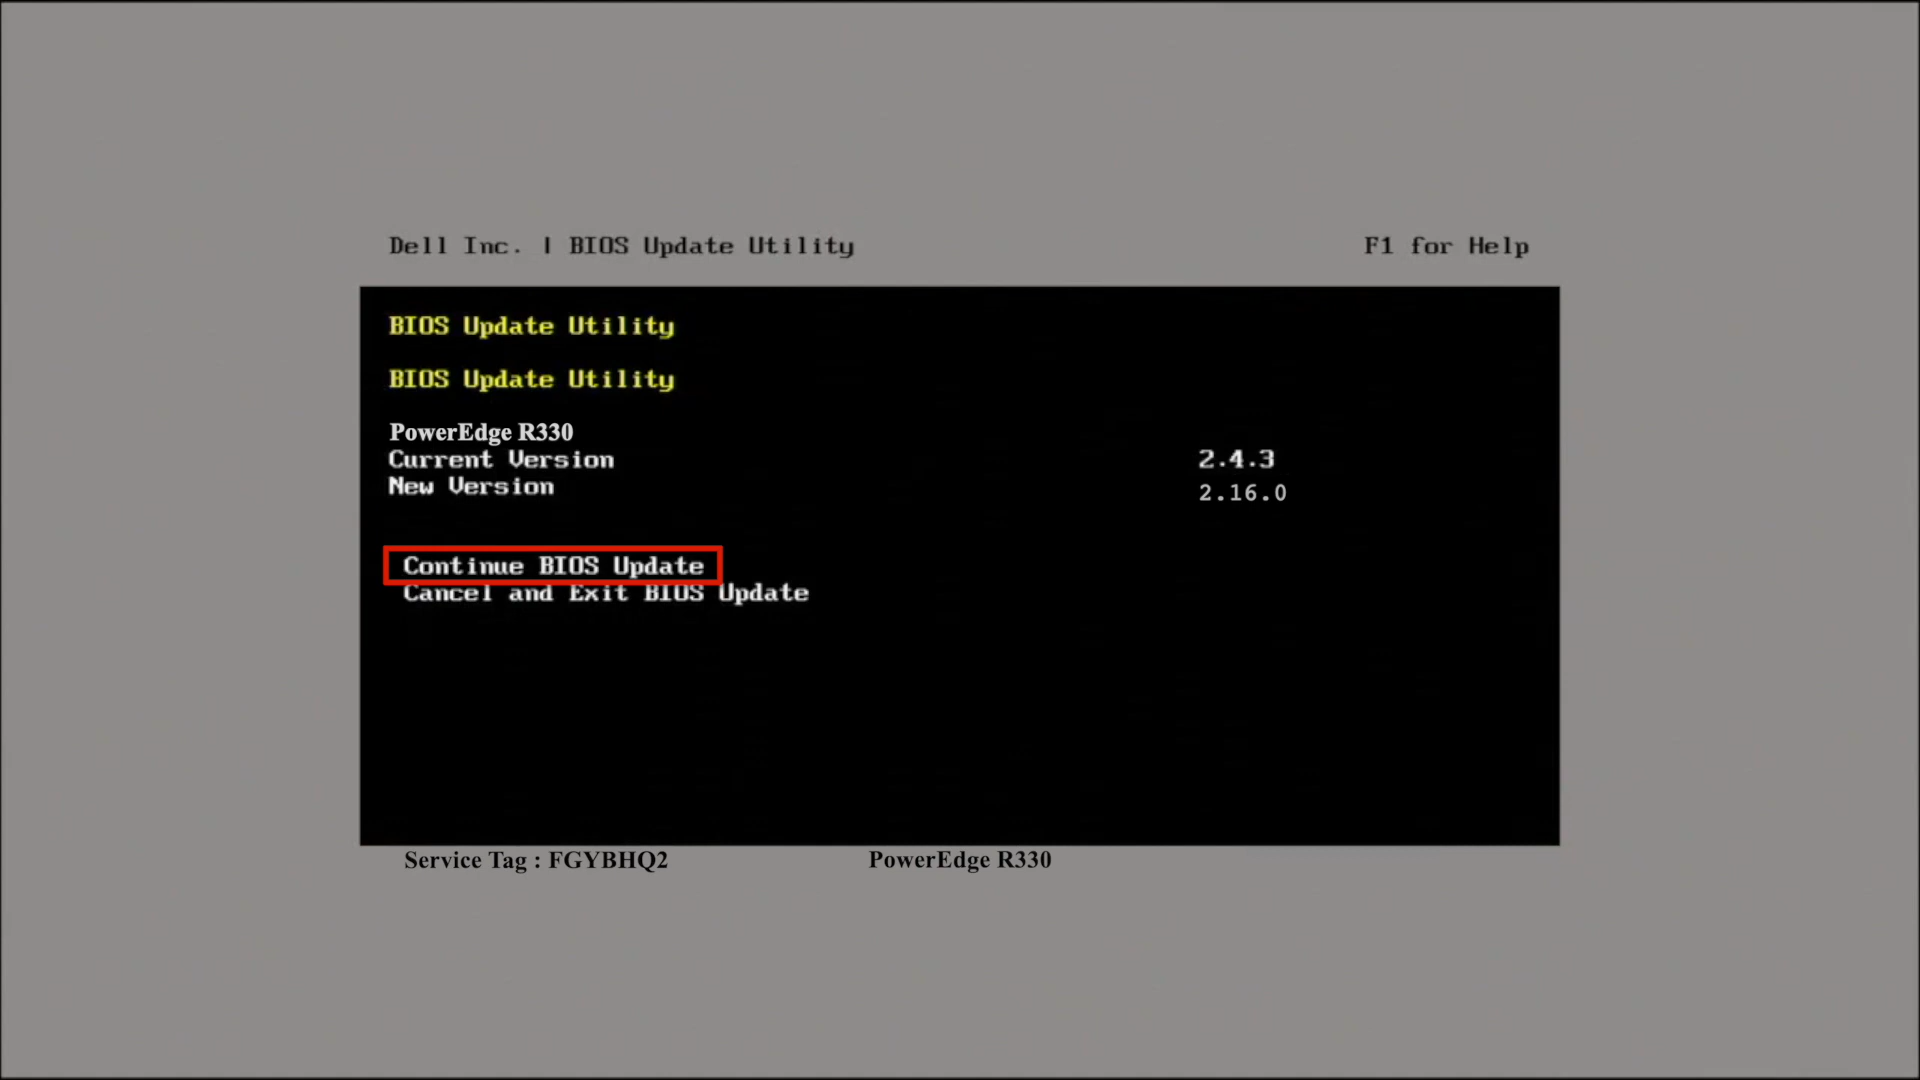 Dell Inc. | BIOS Update Utility F1 for Help
BIOS Update Utility
BIOS Update Utility
PowerEdge R330
Current Version 2.4.3
New Version 2.16.0
Continue BIOS Update
Cancel and Exit BIOS Update
Service Tag : FGYBHQ2 PowerEdge R330